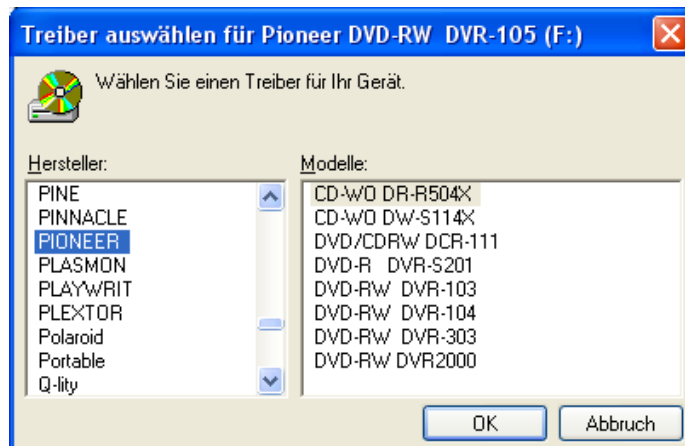 Treiber auswählen für Pioneer DVD-RW  DVR-105 (F:)
Wählen Sie einen Treiber für Ihr Gerät.
Hersteller:
PINE
PINNACLE
PIONEER
PLASMON
PLAYWRIT
PLEXTOR
Polaroid
Portable
Q-lity
Modelle:
CD-WO DR-R504X
CD-WO DW-S114X
DVD/CDRW DCR-111
DVD-R   DVR-S201
DVD-RW  DVR-103
DVD-RW  DVR-104
DVD-RW  DVR-303
DVD-RW DVR2000
OK
Abbruch